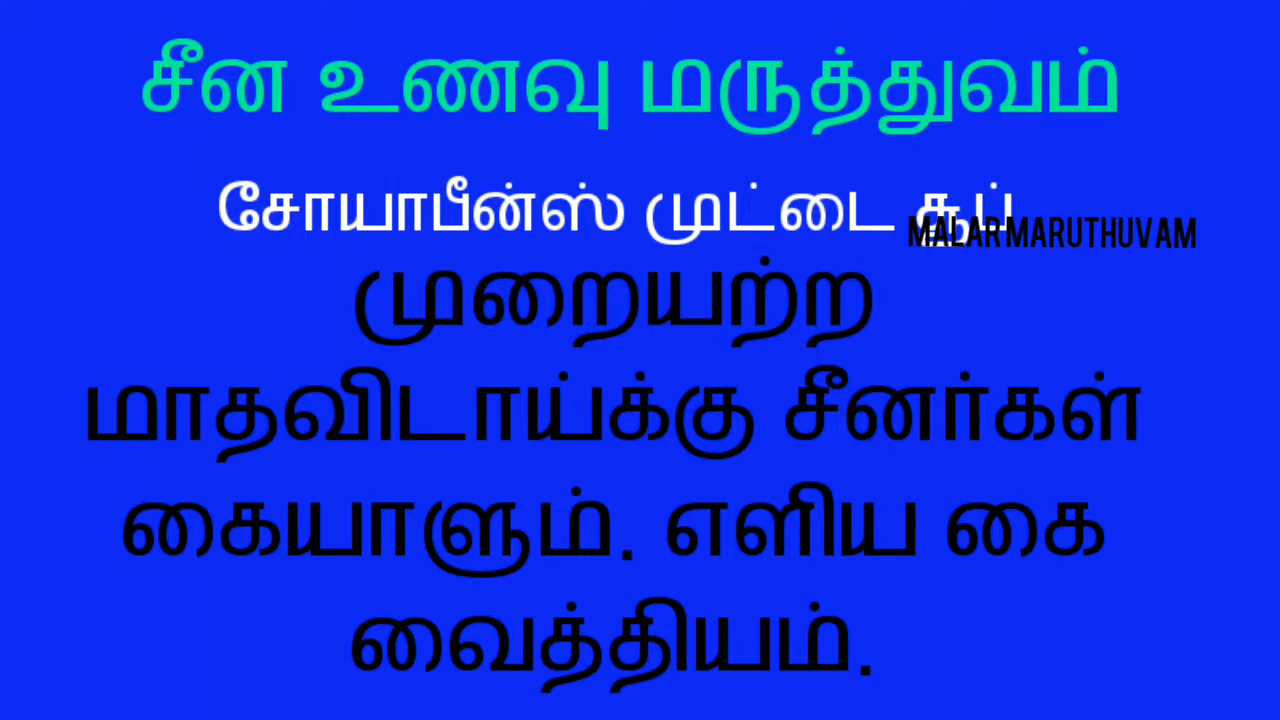 சீன உணவு மருத்துவம்
சோயாபீன்ஸ் முட்டை சூப்
MALAR MARUTHUVAM
முறையற்ற
மாதவிடாய்க்கு சீனர்கள்
கையாளும். எளிய கை
வைத்தியம்.